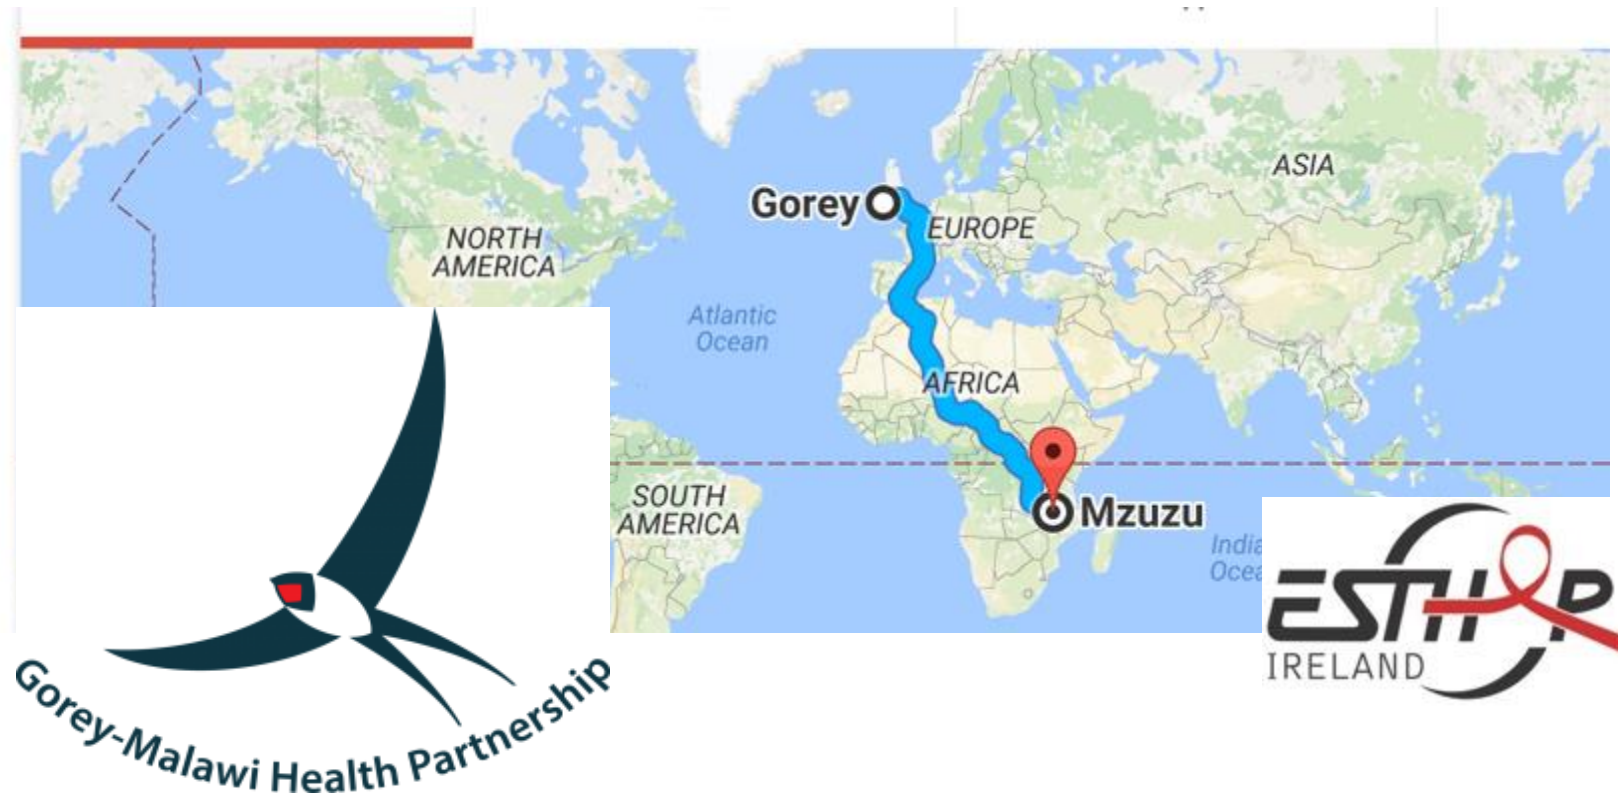 ASIA
Gorey
EUROPE
NORTH
AMERICA
Atlantic
Ocean
AFRICA
SOUTH
AMERICA
Mzuzu
ESTHER
IRELAND
Gorey-Malawi Health Partnership